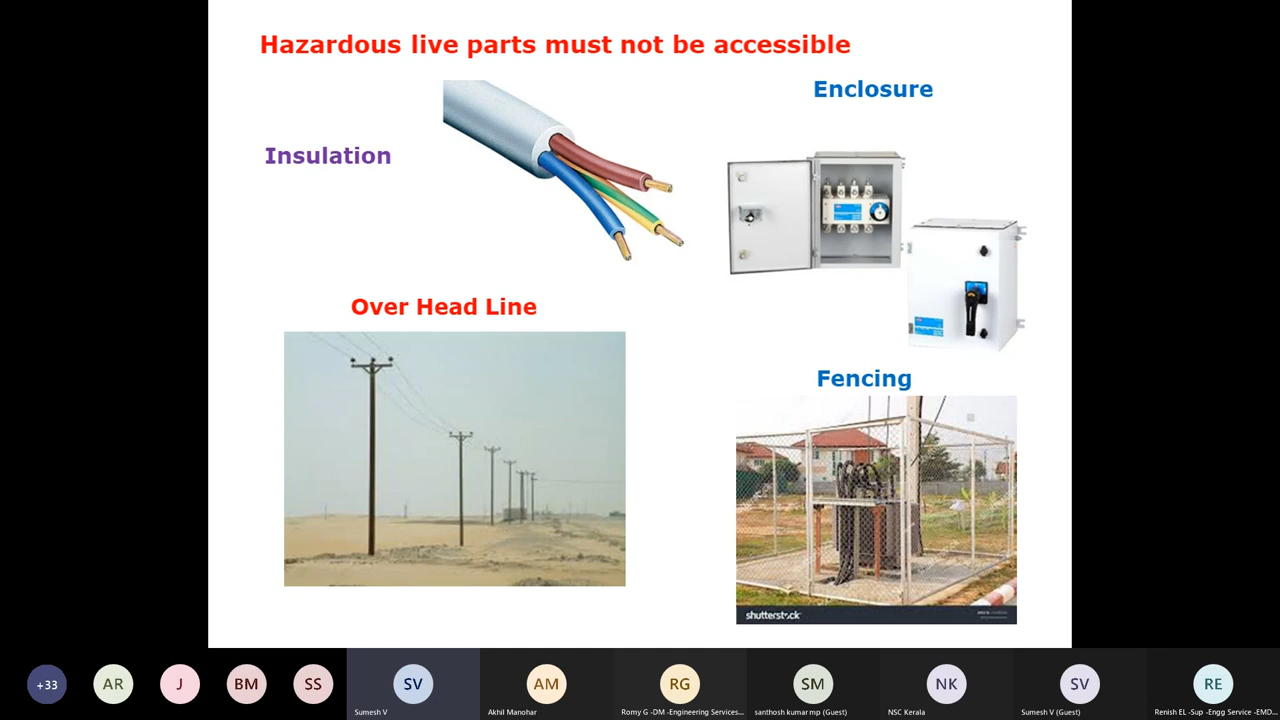 Hazardous live parts must not be accessible
Enclosure
Insulation
Over Head Line
Fencing
shutterstock
+33
AR
J
BM
SS
SV
AM
RG
SM
NK
SV
RE
Sumesh V
Akhil Manohar
Romy G -DM -Engineering Services...
santhosh kumar mp (Guest)
NSC Kerala
Sumesh V (Guest)
Renish EL -Sup -Engg Service -EMD...